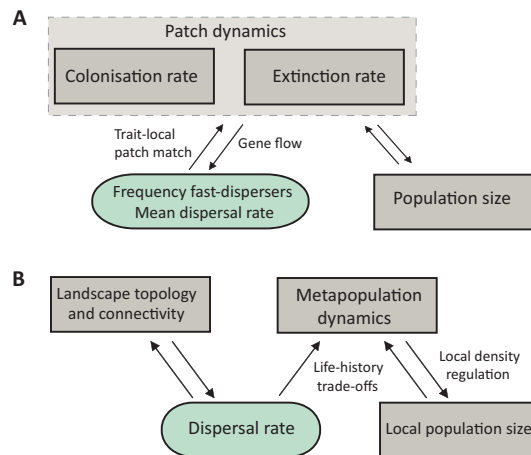 A
Patch dynamics
Colonisation rate
Extinction rate
Trait-local
patch match
Gene flow
Frequency fast-dispersers
Mean dispersal rate
Population size
B
Landscape topology
and connectivity
Metapopulation
dynamics
Life-history
trade-offs
Local density
regulation
Dispersal rate
Local population size